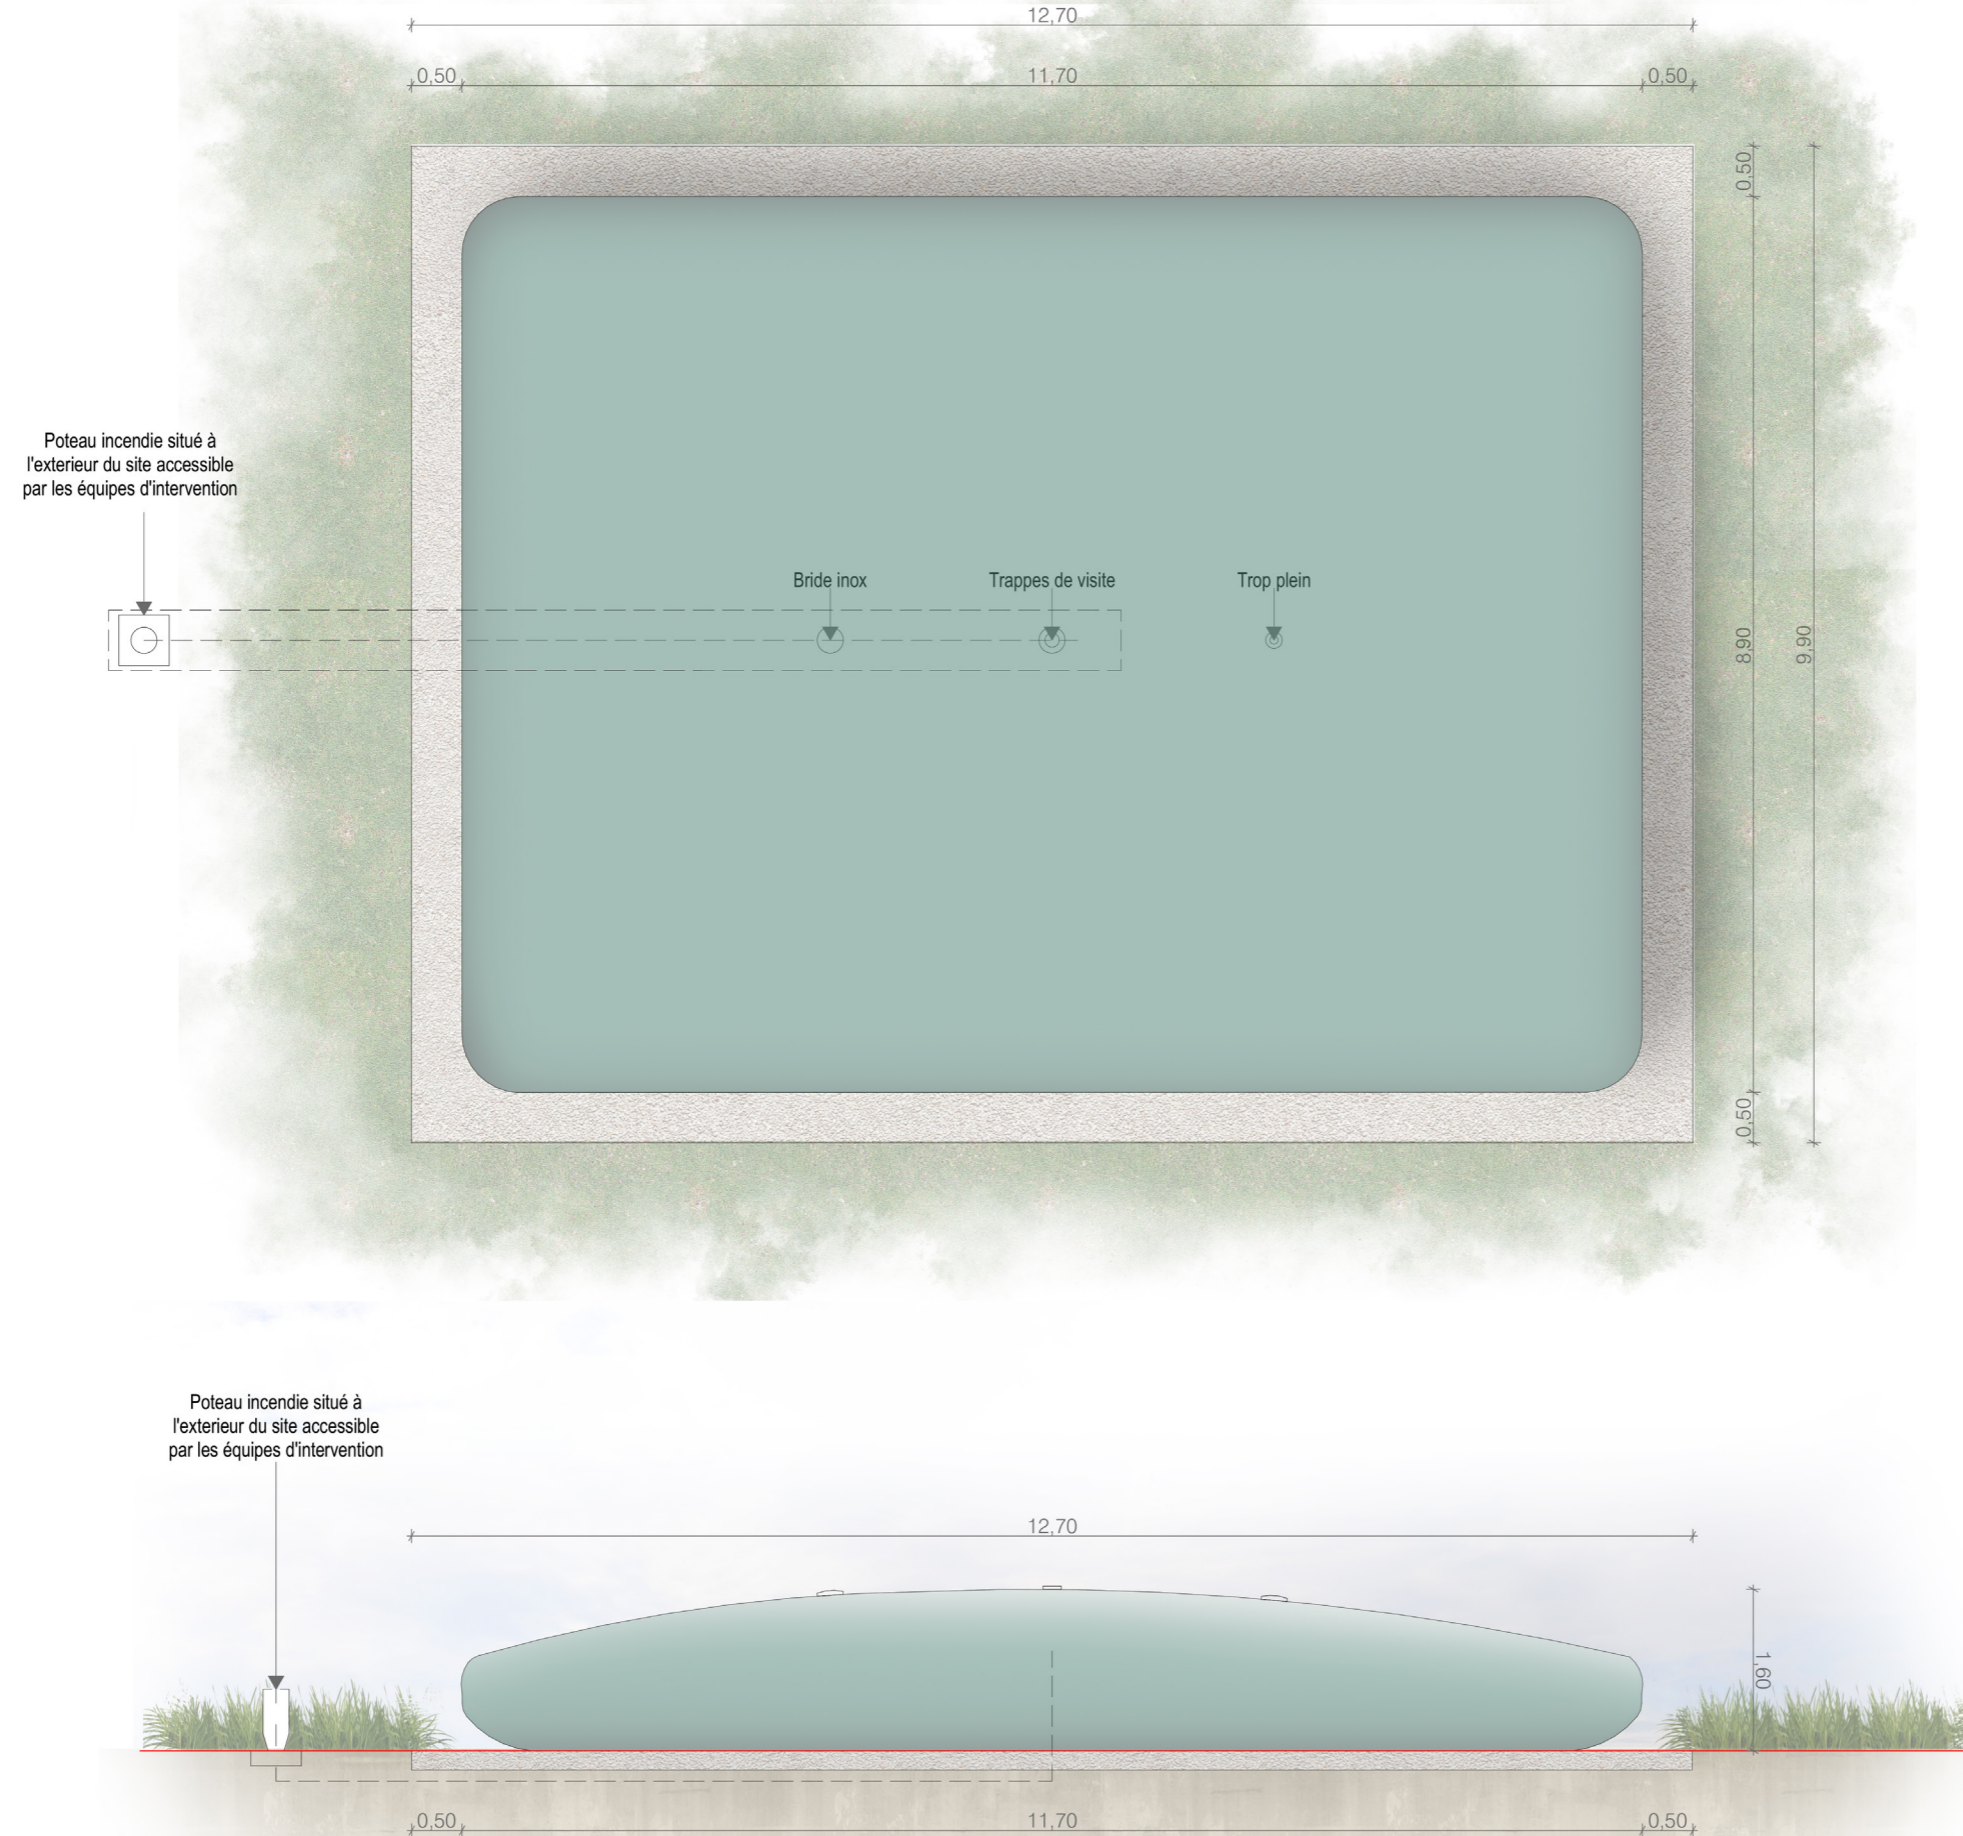 12,70
0,50
11,70
0,50
0,50
Poteau incendie situé à
l'exterieur du site accessible
par les équipes d'intervention
Bride inox
Trappes de visite
Trop plein
8,90
9,90
0,50
Poteau incendie situé à
l'exterieur du site accessible
par les équipes d'intervention
12,70
1,60
0,50
11,70
0,50